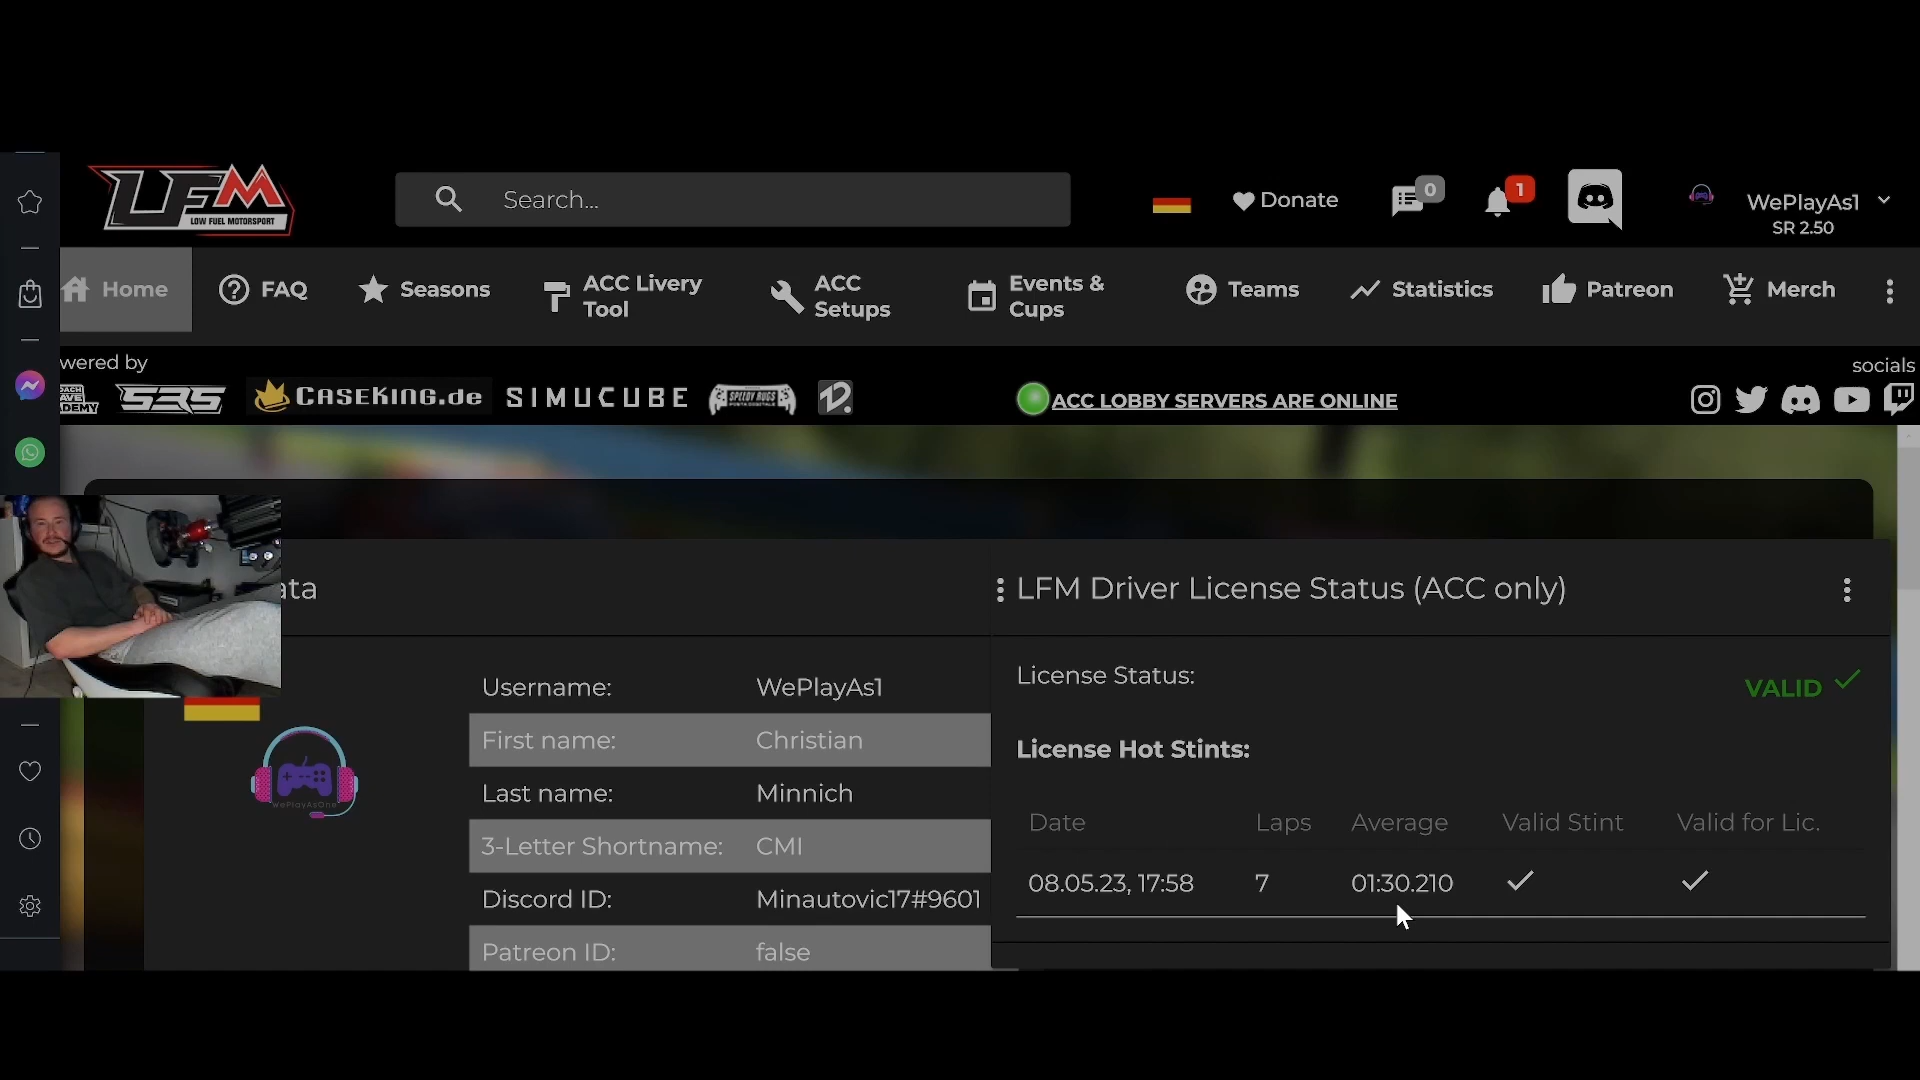 LFM
LOW FUEL MOTORSPORT
Search...
Donate
0
1
WePlayAs1
SR 2.50
Home
FAQ
Seasons
ACC Livery Tool
ACC Setups
Events & Cups
Teams
Statistics
Patreon
Merch
wered by
socials
CASEKING.de
SIMUCUBE
SPEEDY RUGS
ACC LOBBY SERVERS ARE ONLINE
ata
LFM Driver License Status (ACC only)
License Status:
VALID
License Hot Stints:
Date Laps Average Valid Stint Valid for Lic.
08.05.23, 17:58 7 01:30.210
WePlayAsOne
Username: WePlayAs1
First name: Christian
Last name: Minnich
3-Letter Shortname: CMI
Discord ID: Minautovic17#9601
Patreon ID: false